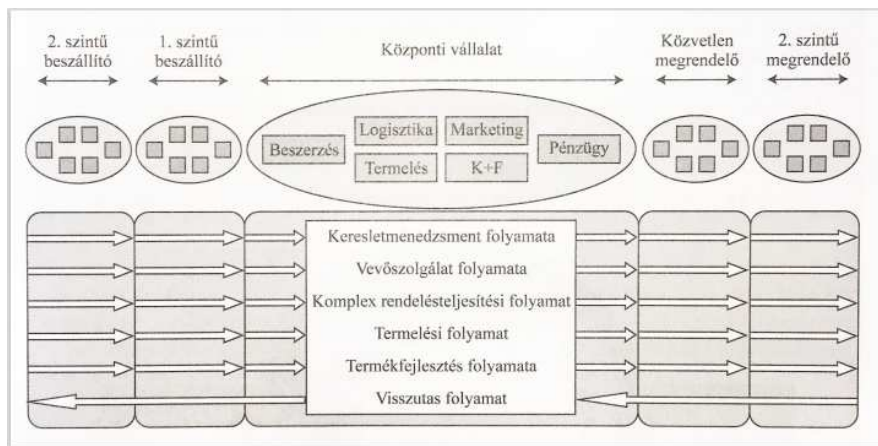 2. szintű
beszállító
1. szintű
beszállító
Központi vállalat
Közvetlen
megrendelő
2. szintű
megrendelő
Beszerzés
Logisztika
Marketing
Termelés
K+F
Pénzügy
Keresletmenedzsment folyamata
Vevőszolgálat folyamata
Komplex rendelésteljesítési folyamat
Termelési folyamat
Termékfejlesztés folyamata
Visszutas folyamat